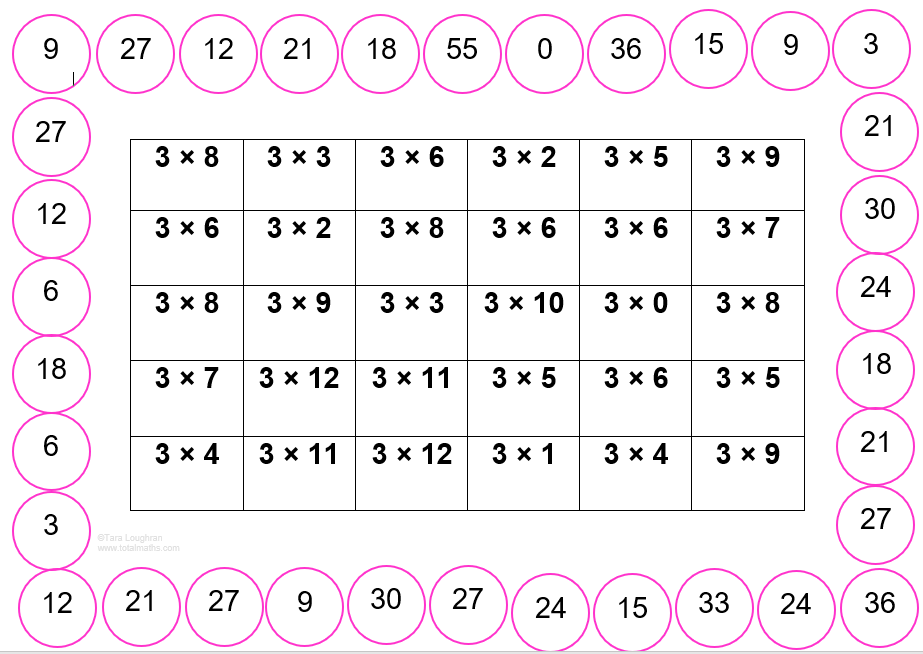 9 27 12 21 18 55 0 36 15 9 3
27 21
3 × 8 3 × 3 3 × 6 3 × 2 3 × 5 3 × 9
12 30
3 × 6 3 × 2 3 × 8 3 × 6 3 × 6 3 × 7
6 24
3 × 8 3 × 9 3 × 3 3 × 10 3 × 0 3 × 8
18 18
3 × 7 3 × 12 3 × 11 3 × 5 3 × 6 3 × 5
6 21
3 × 4 3 × 11 3 × 12 3 × 1 3 × 4 3 × 9
3 27
©Tara Loughran
www.totalmaths.com
12 21 27 9 30 27 24 15 33 24 36